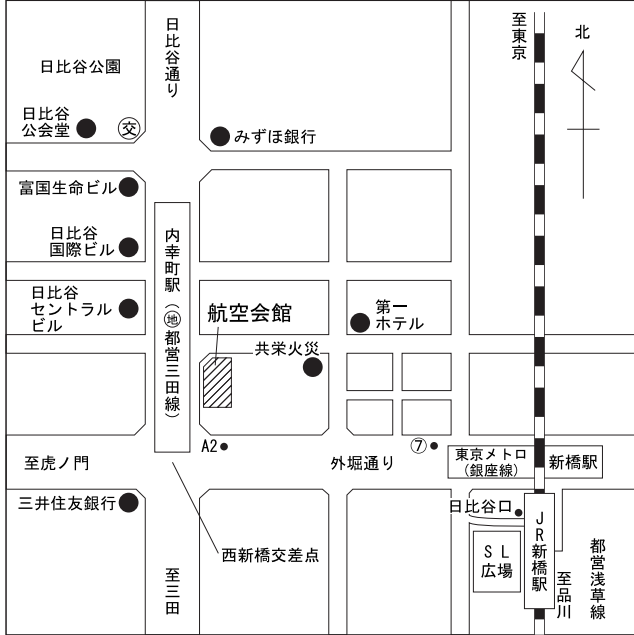 日比谷通り
至東京
北
日比谷公園
日比谷
公会堂
交
みずほ銀行
富国生命ビル
日比谷
国際ビル
内幸町駅(地都営三田線)
日比谷
セントラル
ビル
航空会館
第一
ホテル
共栄火災
A2
⑦
至虎ノ門
外堀通り
東京メトロ
(銀座線)
新橋駅
三井住友銀行
日比谷口
西新橋交差点
SL
広場
JR新橋駅
都営浅草線
至三田
至品川